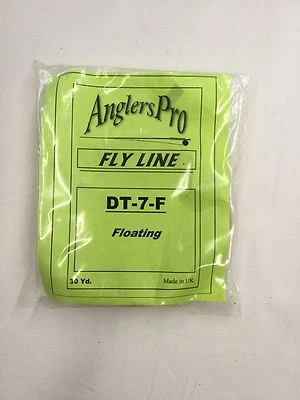 AnglersPro
FLY LINE
DT-7-F
Floating
30 Yd. Made in UK